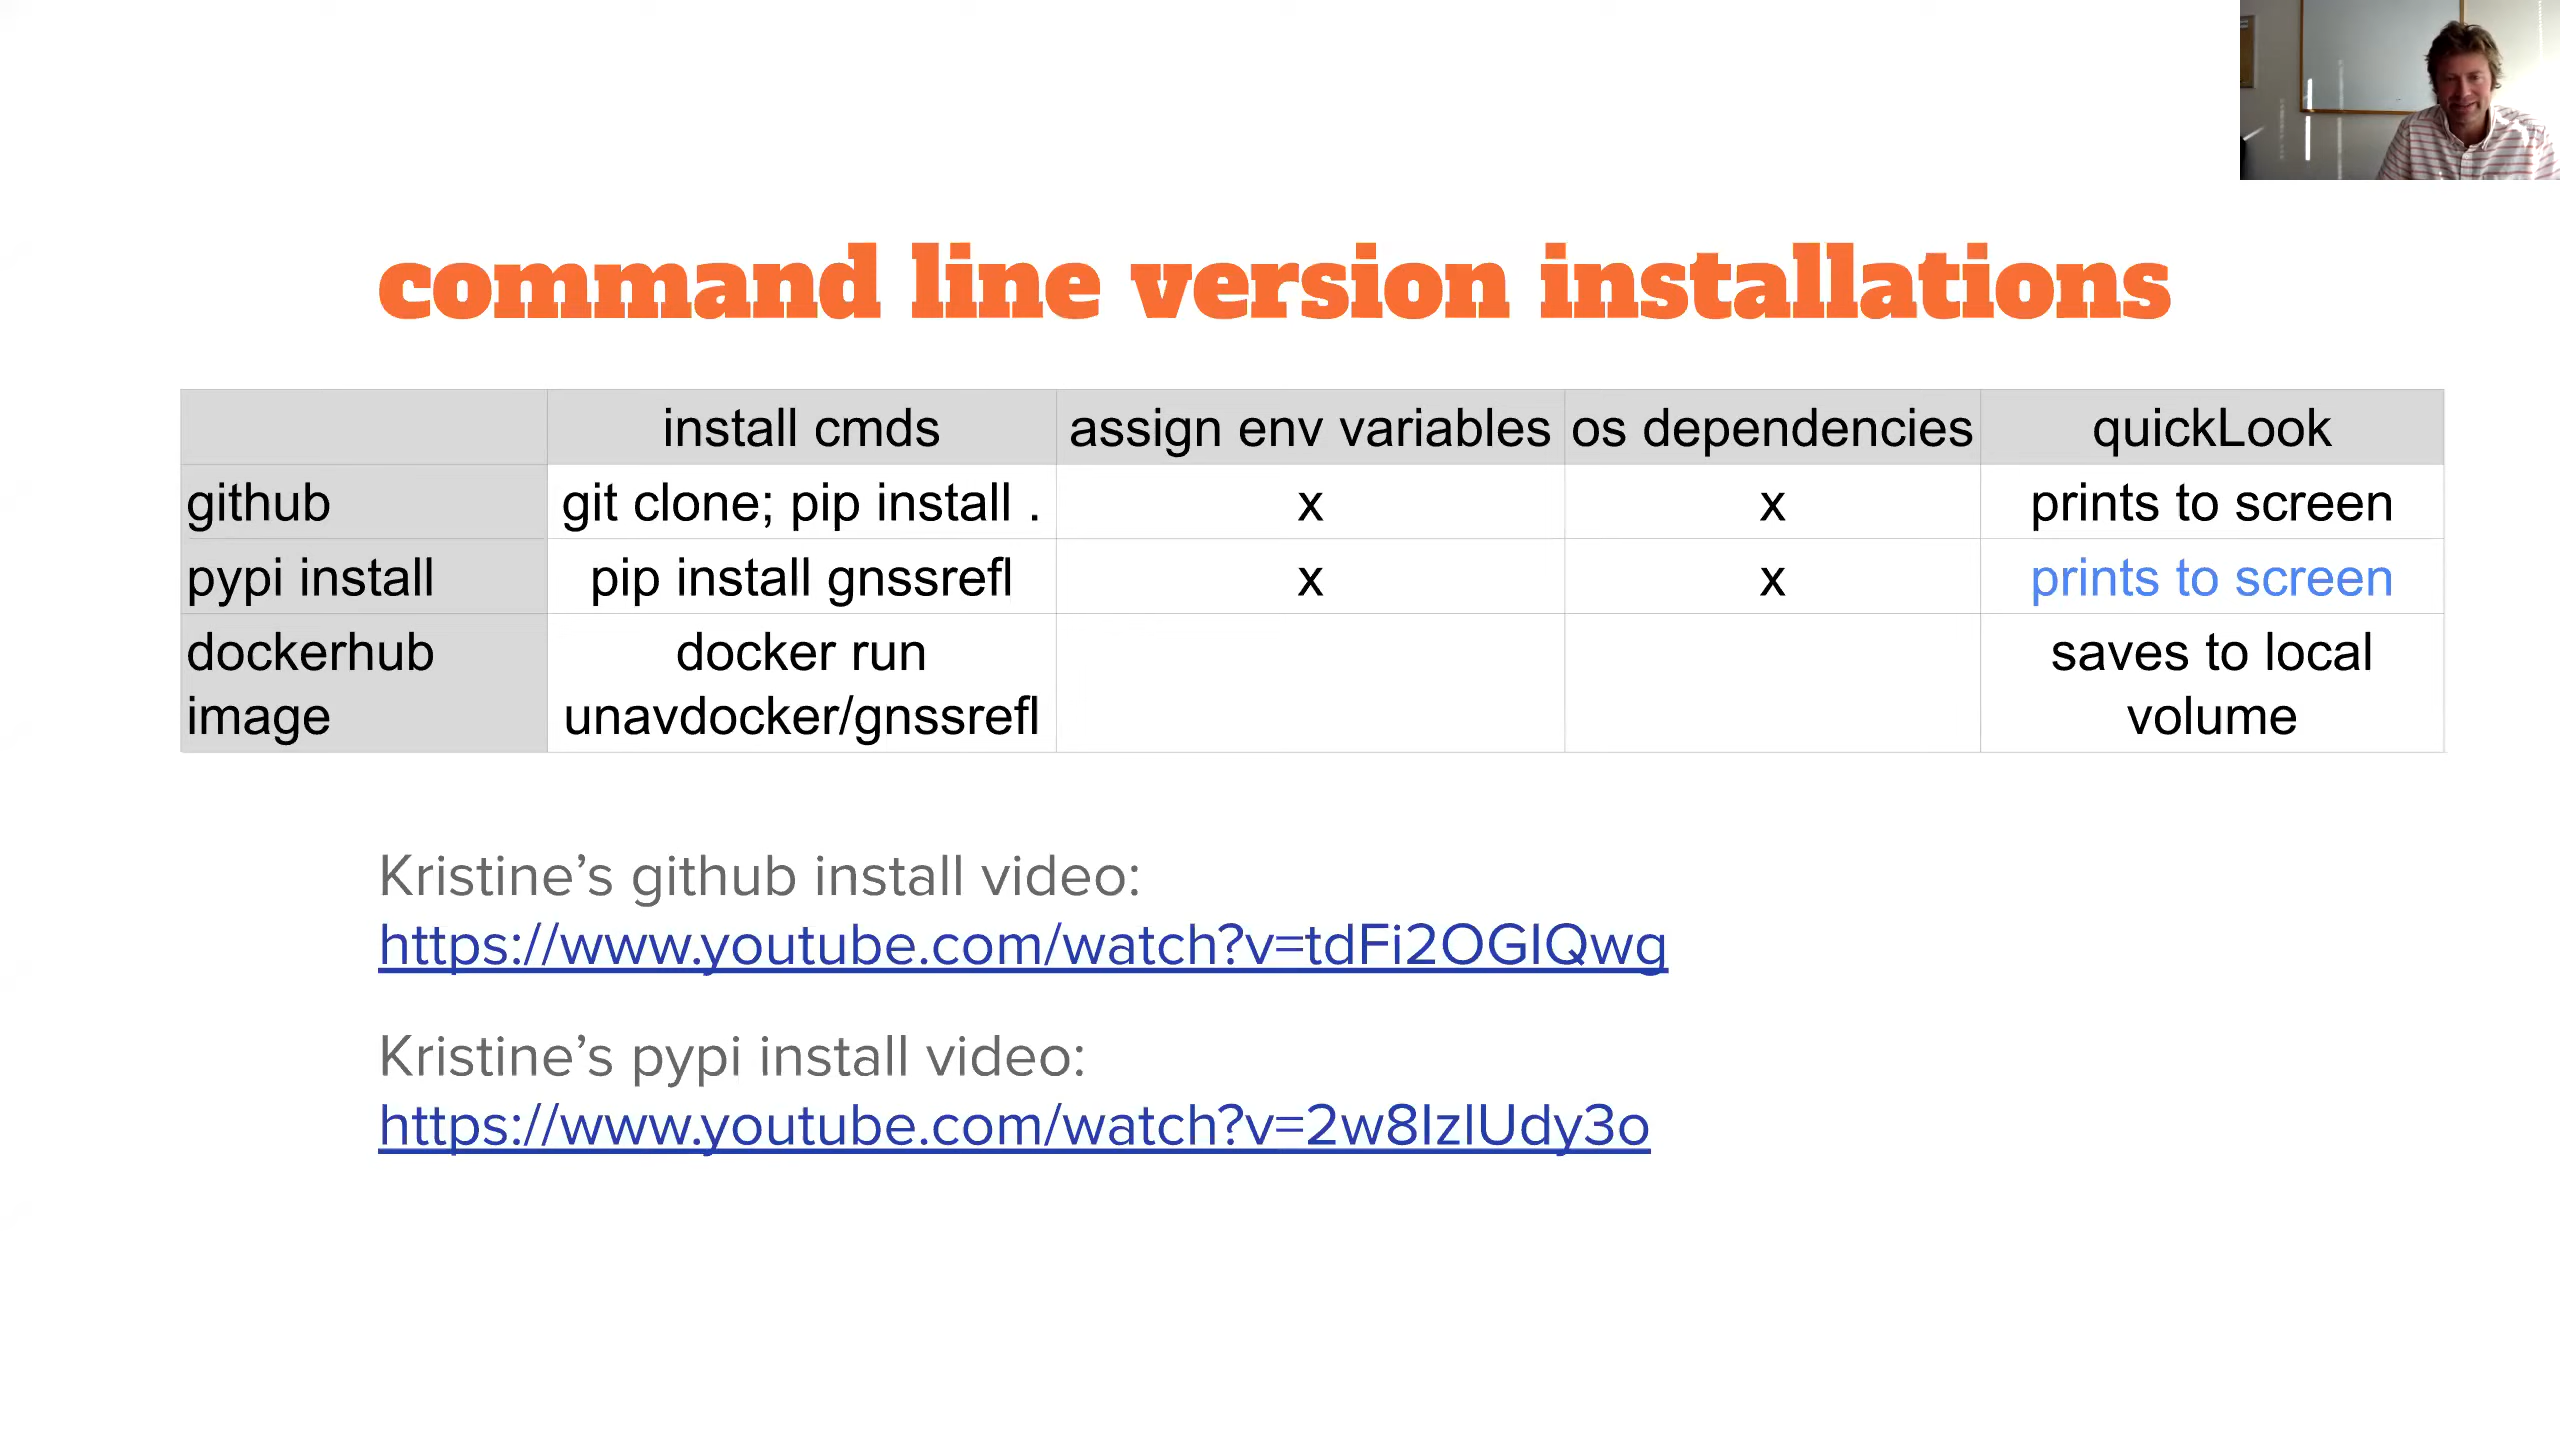 command line version installations
install cmds assign env variables os dependencies quickLook
github git clone; pip install . x x prints to screen
pypi install pip install gnssrefl x x prints to screen
dockerhub docker run saves to local
image unavdocker/gnssrefl volume
Kristine’s github install video:
https://www.youtube.com/watch?v=tdFi2OGIQwg
Kristine’s pypi install video:
https://www.youtube.com/watch?v=2w8IzlUdy3o